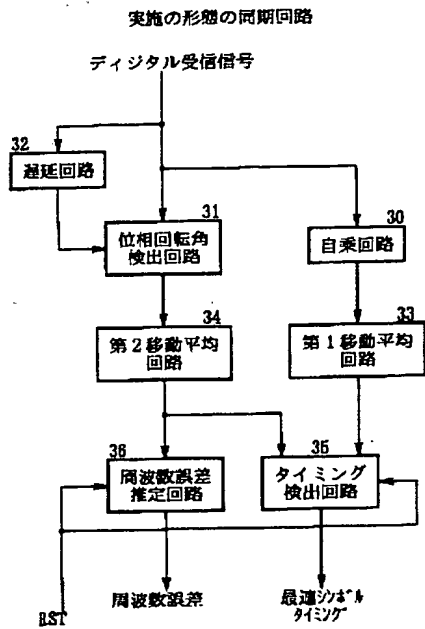 実施の形態の同期回路
ディジタル受信信号
32
遅延回路
31
位相回転角
検出回路
30
自乗回路
34
第2移動平均
回路
33
第1移動平均
回路
36
周波数誤差
推定回路
35
タイミング
検出回路
RST
周波数誤差
最適シンボル
タイミング